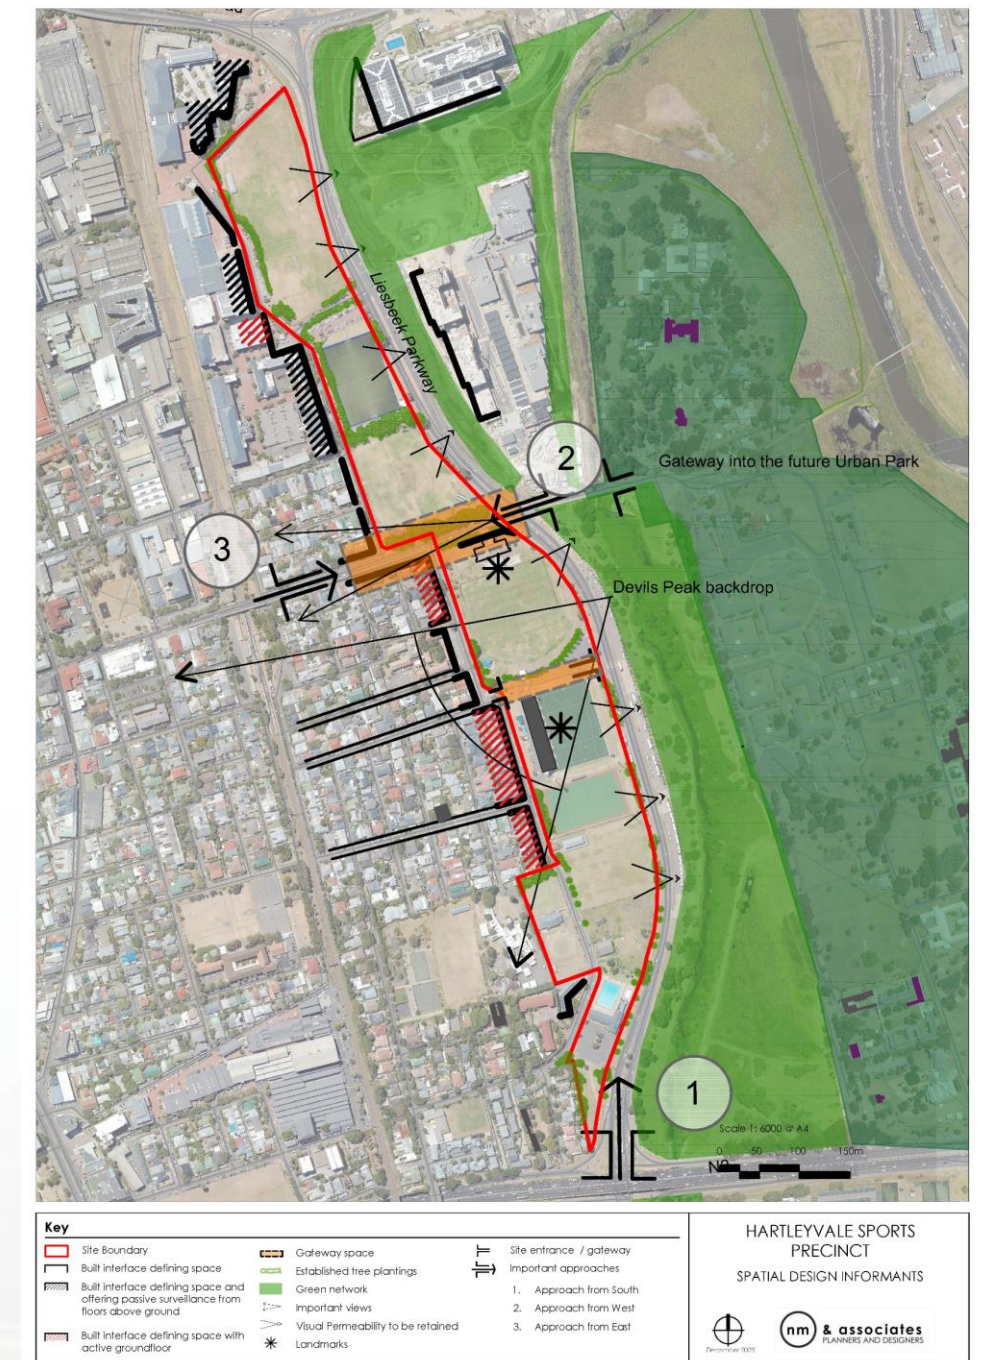 Liesbeek Parkway
2
Gateway into the future Urban Park
3
Devils Peak backdrop
1
Scale 1: 6000 @ A4
0 50 100 150m
Key
Site Boundary
Built interface defining space
Built interface defining space and
offering passive surveillance from
floors above ground
Built interface defining space with
active groundfloor
Gateway space
Established tree plantings
Green network
Important views
Visual Permeability to be retained
Landmarks
Site entrance / gateway
Important approaches
1. Approach from South
2. Approach from West
3. Approach from East
HARTLEYVALE SPORTS
PRECINCT
SPATIAL DESIGN INFORMANTS
nm & associates
PLANNERS AND DESIGNERS